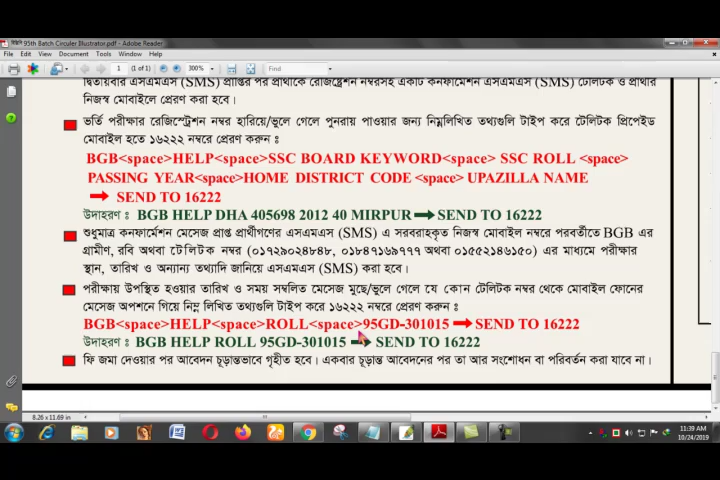 95th Batch Circuler Illustrator.pdf - Adobe Reader
File Edit View Document Tools Window Help
1 (1 of 1) 300% Find
দ্বিতীয়বার এসএমএস (SMS) প্রাপ্তির পর প্রার্থীকে রেজিষ্ট্রেশন নম্বরসহ একটি কনফার্মেশন এসএমএস (SMS) টেলিটক ও প্রার্থীর
নিজস্ব মোবাইলে প্রেরণ করা হবে।
ভর্তি পরীক্ষার রেজিস্ট্রেশন নম্বর হারিয়ে/ভুলে গেলে পুনরায় পাওয়ার জন্য নিম্নলিখিত তথ্যগুলি টাইপ করে টেলিটক প্রিপেইড
মোবাইল হতে ১৬২২২ নম্বরে প্রেরণ করুন ঃ
BGB<space>HELP<space>SSC BOARD KEYWORD<space> SSC ROLL <space>
PASSING YEAR<space>HOME DISTRICT CODE <space> UPAZILLA NAME
➔ SEND TO 16222
উদাহরণ ঃ BGB HELP DHA 405698 2012 40 MIRPUR ➔ SEND TO 16222
শুধুমাত্র কনফার্মেশন মেসেজ প্রাপ্ত প্রার্থীগণের এসএমএস (SMS) এ সরবরাহকৃত নিজস্ব মোবাইল নম্বরে পরবর্তীতে BGB এর
গ্রামীণ, রবি অথবা টেলিটক নম্বর (০১৭২৯০২৪৮৪৮, ০১৮৪৭১৬৯৭৭৭ অথবা ০১৫৫২১৪৬১৫০) এর মাধ্যমে পরীক্ষার
স্থান, তারিখ ও অন্যান্য তথ্যাদি জানিয়ে এসএমএস (SMS) করা হবে।
পরীক্ষায় উপস্থিত হওয়ার তারিখ ও সময় সম্বলিত মেসেজ মুছে/ভুলে গেলে যে কোন টেলিটক নম্বর থেকে মোবাইল ফোনের
মেসেজ অপশনে গিয়ে নিম্ন লিখিত তথ্যগুলি টাইপ করে ১৬২২২ নম্বরে প্রেরণ করুন ঃ
BGB<space>HELP<space>ROLL<space>95GD-301015 ➔ SEND TO 16222
উদাহরণ ঃ BGB HELP ROLL 95GD-301015 ➔ SEND TO 16222
ফি জমা দেওয়ার পর আবেদন চূড়ান্তভাবে গৃহীত হবে। একবার চূড়ান্ত আবেদনের পর তা আর সংশোধন বা পরিবর্তন করা যাবে না।
8.26 x 11.69 in
11:39 AM
10/24/2019